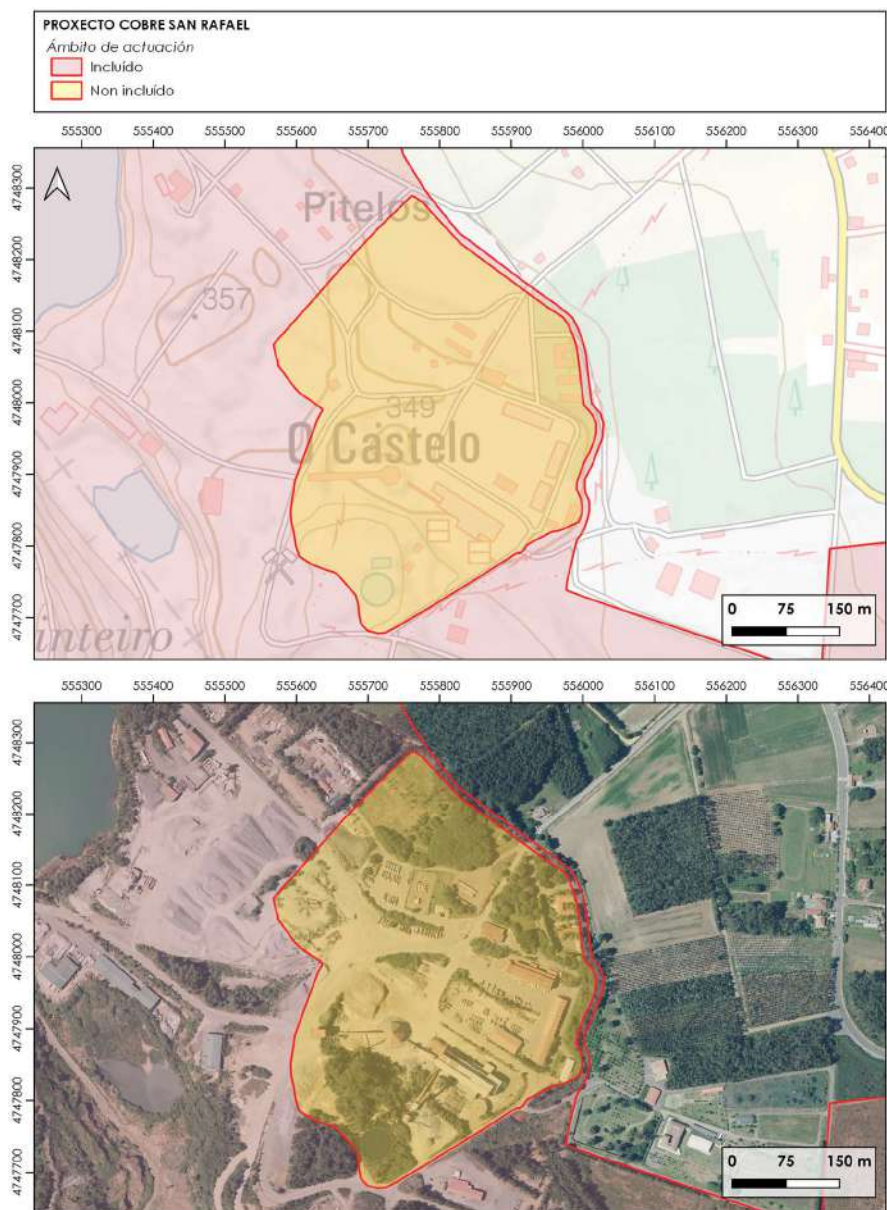 PROXECTO COBRE SAN RAFAEL
Ámbito de actuación
Incluído
Non incluído
555300 555400 555500 555600 555700 555800 555900 556000 556100 556200 556300 556400
4748300
4748200
4748100
4748000
4747900
4747800
4747700
Pitelos
357
349
O Castelo
inteiro
0 75 150 m
555300 555400 555500 555600 555700 555800 555900 556000 556100 556200 556300 556400
4748300
4748200
4748100
4748000
4747900
4747800
4747700
0 75 150 m